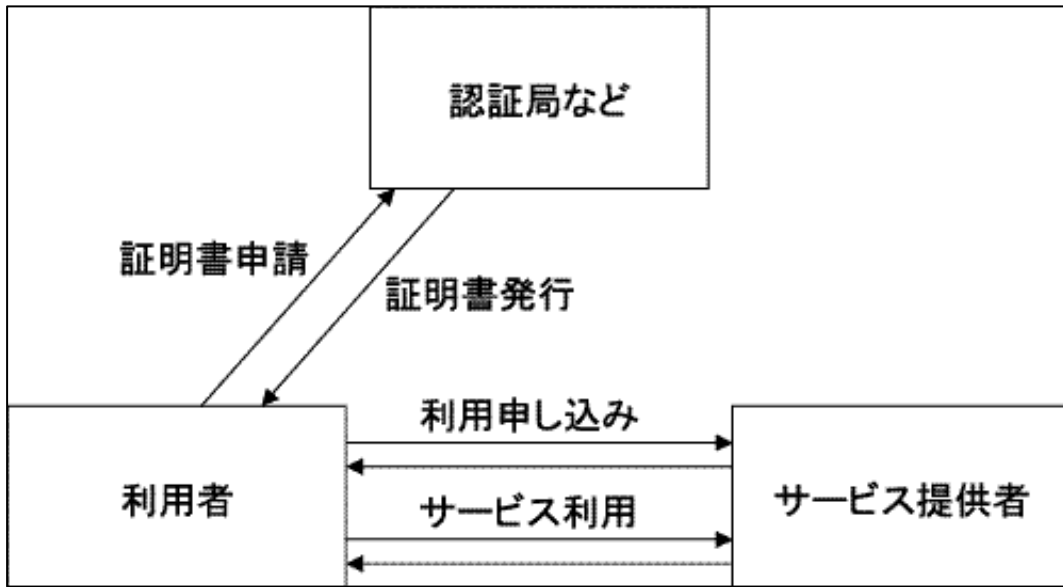 認証局など
証明書申請
証明書発行
利用申し込み
利用者
サービス利用
サービス提供者